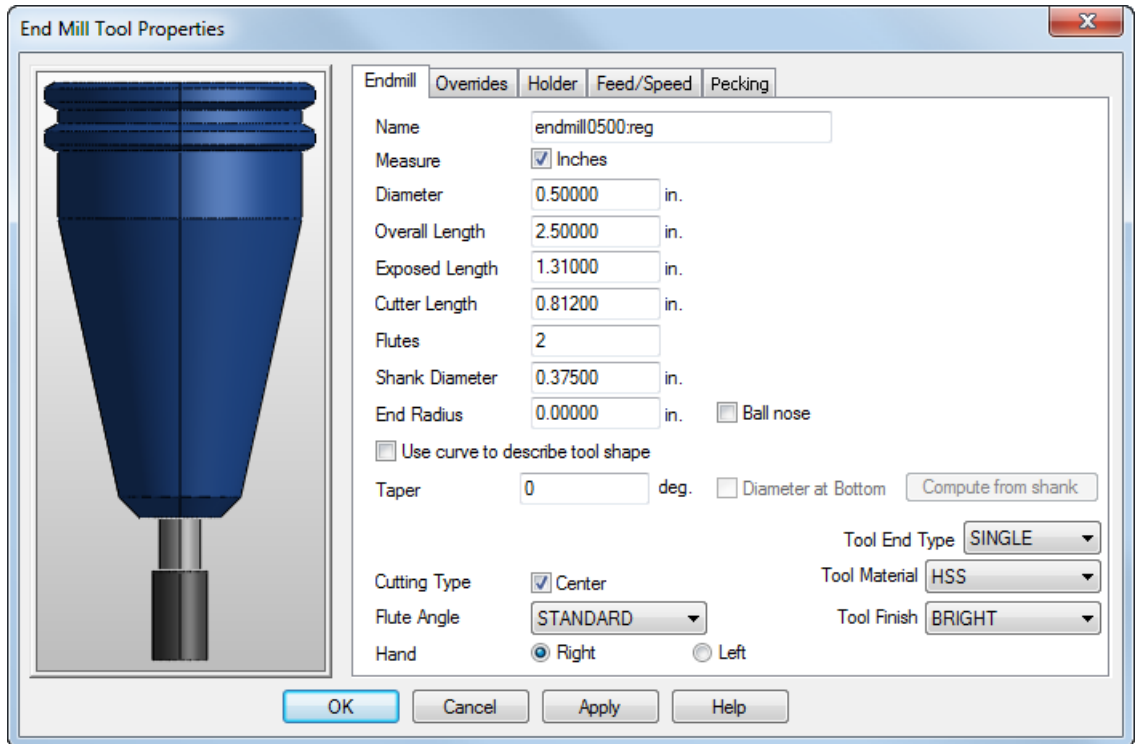 End Mill Tool Properties
Endmill Overrides Holder Feed/Speed Pecking
Name endmill0500:reg
Measure Inches
Diameter 0.50000 in.
Overall Length 2.50000 in.
Exposed Length 1.31000 in.
Cutter Length 0.81200 in.
Flutes 2
Shank Diameter 0.37500 in.
End Radius 0.00000 in. Ball nose
Use curve to describe tool shape
Taper 0 deg. Diameter at Bottom Compute from shank
Tool End Type SINGLE
Cutting Type Center Tool Material HSS
Flute Angle STANDARD Tool Finish BRIGHT
Hand Right Left
OK Cancel Apply Help